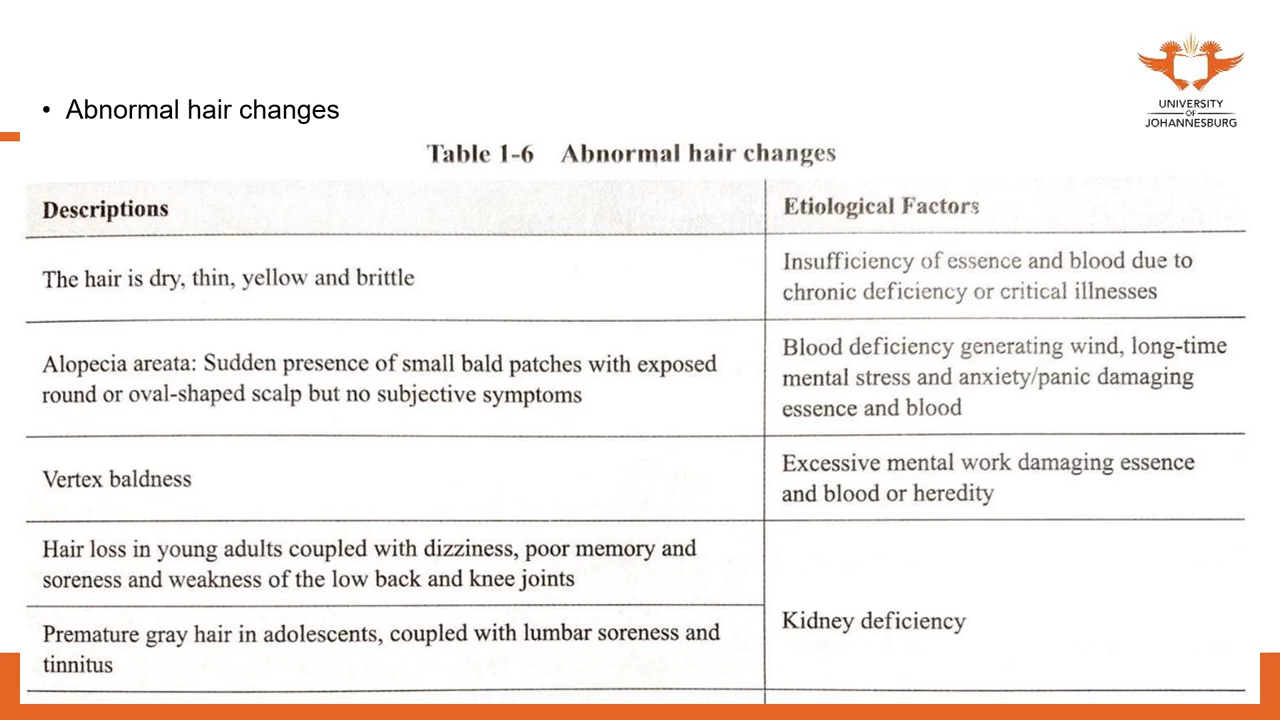 UNIVERSITY
OF
JOHANNESBURG
• Abnormal hair changes
Table 1-6 Abnormal hair changes
Descriptions
Etiological Factors
The hair is dry, thin, yellow and brittle
Insufficiency of essence and blood due to
chronic deficiency or critical illnesses
Alopecia areata: Sudden presence of small bald patches with exposed
round or oval-shaped scalp but no subjective symptoms
Blood deficiency generating wind, long-time
mental stress and anxiety/panic damaging
essence and blood
Vertex baldness
Excessive mental work damaging essence
and blood or heredity
Hair loss in young adults coupled with dizziness, poor memory and
soreness and weakness of the low back and knee joints
Premature gray hair in adolescents, coupled with lumbar soreness and
tinnitus
Kidney deficiency